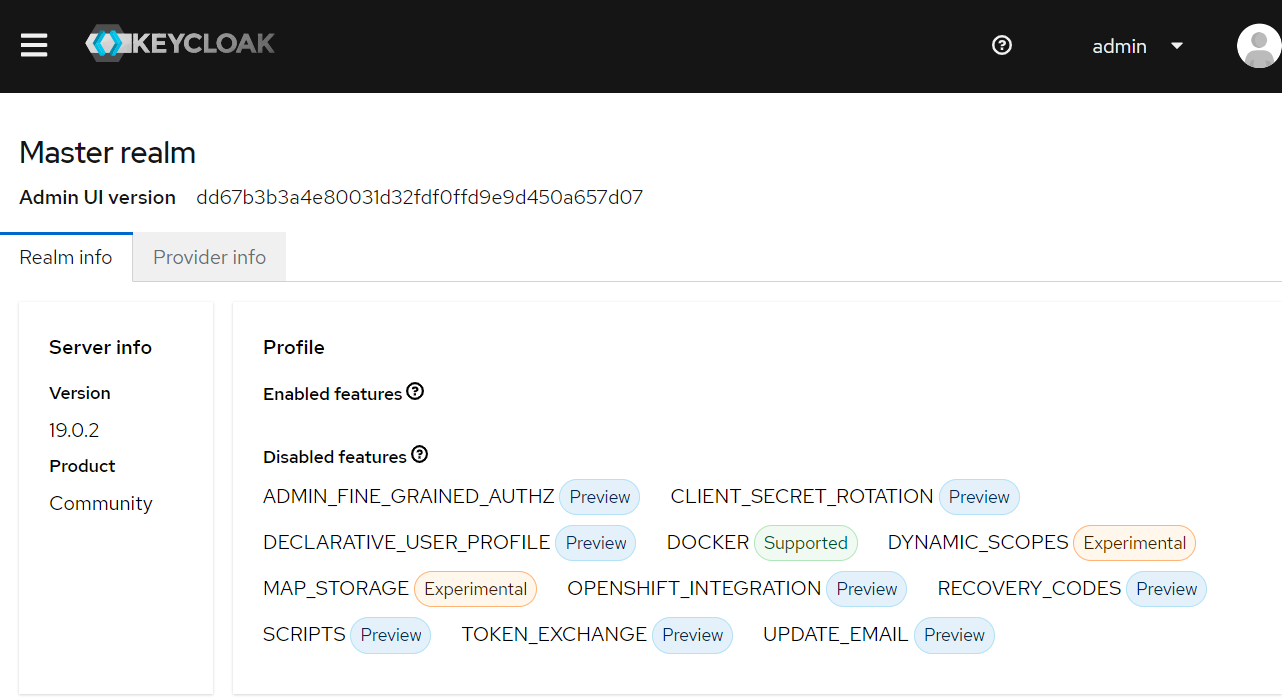 KEYCLOAK
admin
Master realm
Admin UI version dd67b3b3a4e80031d32fdf0ffd9e9d450a657d07
Realm info Provider info
Server info
Version
19.0.2
Product
Community
Profile
Enabled features
Disabled features
ADMIN_FINE_GRAINED_AUTHZ Preview CLIENT_SECRET_ROTATION Preview
DECLARATIVE_USER_PROFILE Preview DOCKER Supported DYNAMIC_SCOPES Experimental
MAP_STORAGE Experimental OPENSHIFT_INTEGRATION Preview RECOVERY_CODES Preview
SCRIPTS Preview TOKEN_EXCHANGE Preview UPDATE_EMAIL Preview